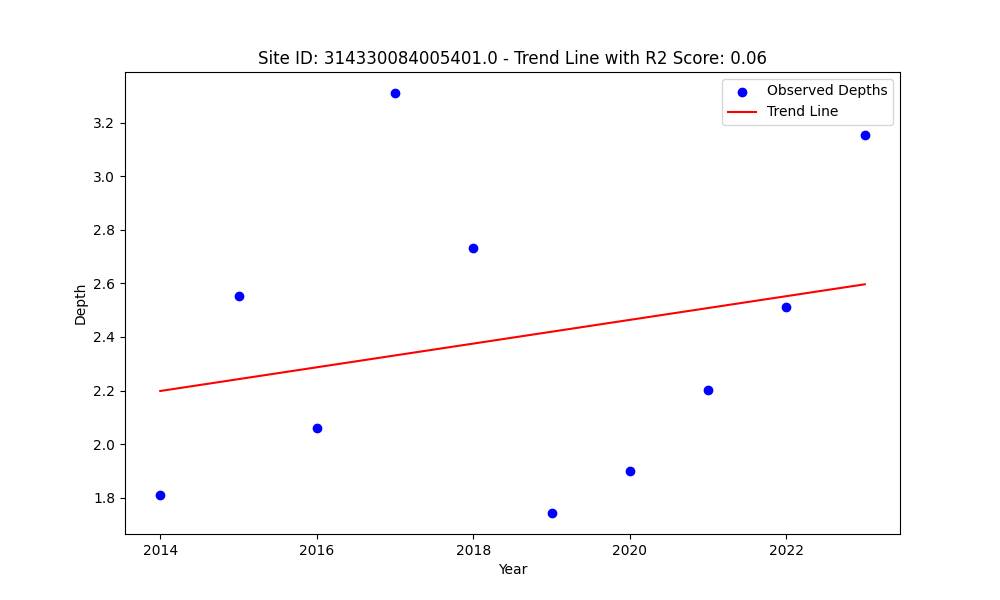 Site ID: 314330084005401.0 - Trend Line with R2 Score: 0.06
Observed Depths
Trend Line
3.2
3.0
2.8
2.6
2.4
2.2
2.0
1.8
Depth
2014
2016
2018
2020
2022
Year